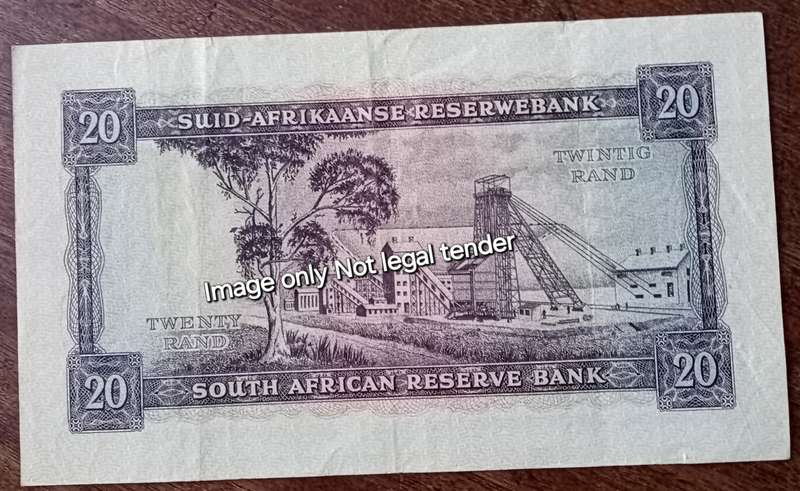 20
SUID-AFRIKAANSE RESERWEBANK
20
TWINTIG
RAND
Image only Not legal tender
TWENTY
RAND
20
SOUTH AFRICAN RESERVE BANK
20